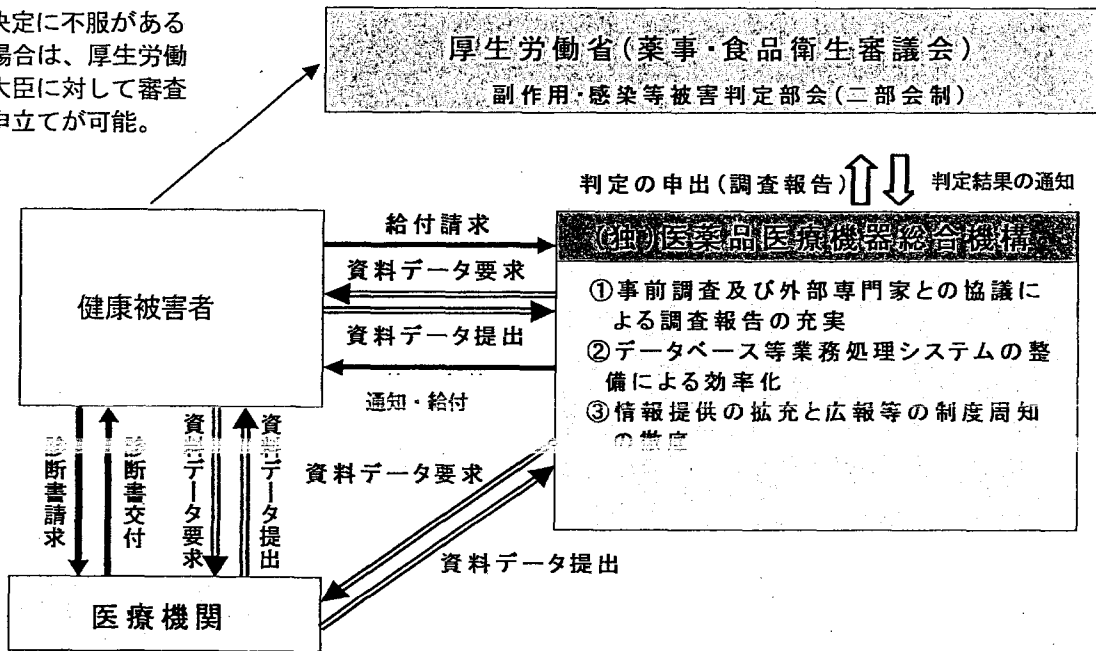 決定に不服がある
場合は、厚生労働
大臣に対して審査
申立てが可能。
厚生労働省(薬事・食品衛生審議会)
副作用・感染等被害判定部会(二部会制)
判定の申出(調査報告)
判定結果の通知
(独)医薬品医療機器総合機構
①事前調査及び外部専門家との協議に
よる調査報告の充実
②データベース等業務処理システムの整
備による効率化
③情報提供の拡充と広報等の制度周知
の徹底
健康被害者
給付請求
資料データ要求
資料データ提出
通知・給付
診断書請求
診断書交付
資料データ要求
資料データ提出
資料データ要求
資料データ提出
医療機関